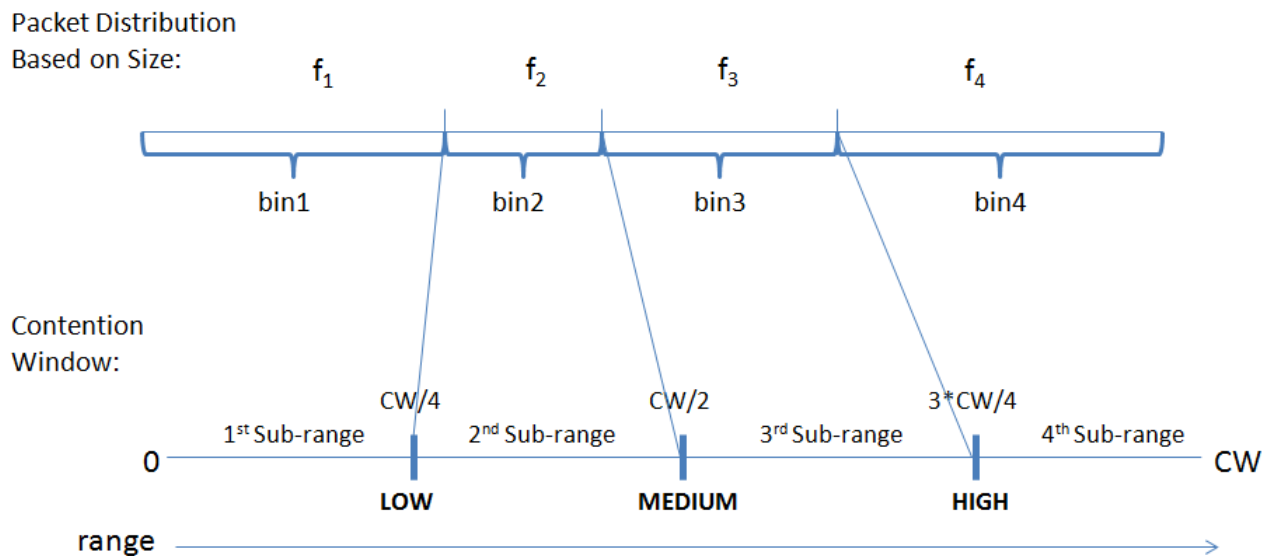 Packet Distribution
Based on Size:
f₁ f₂ f₃ f₄
bin1 bin2 bin3 bin4
Contention
Window:
CW/4 CW/2 3*CW/4
1ˢᵗ Sub-range 2ⁿᵈ Sub-range 3ʳᵈ Sub-range 4ᵗʰ Sub-range
0 CW
LOW MEDIUM HIGH
range